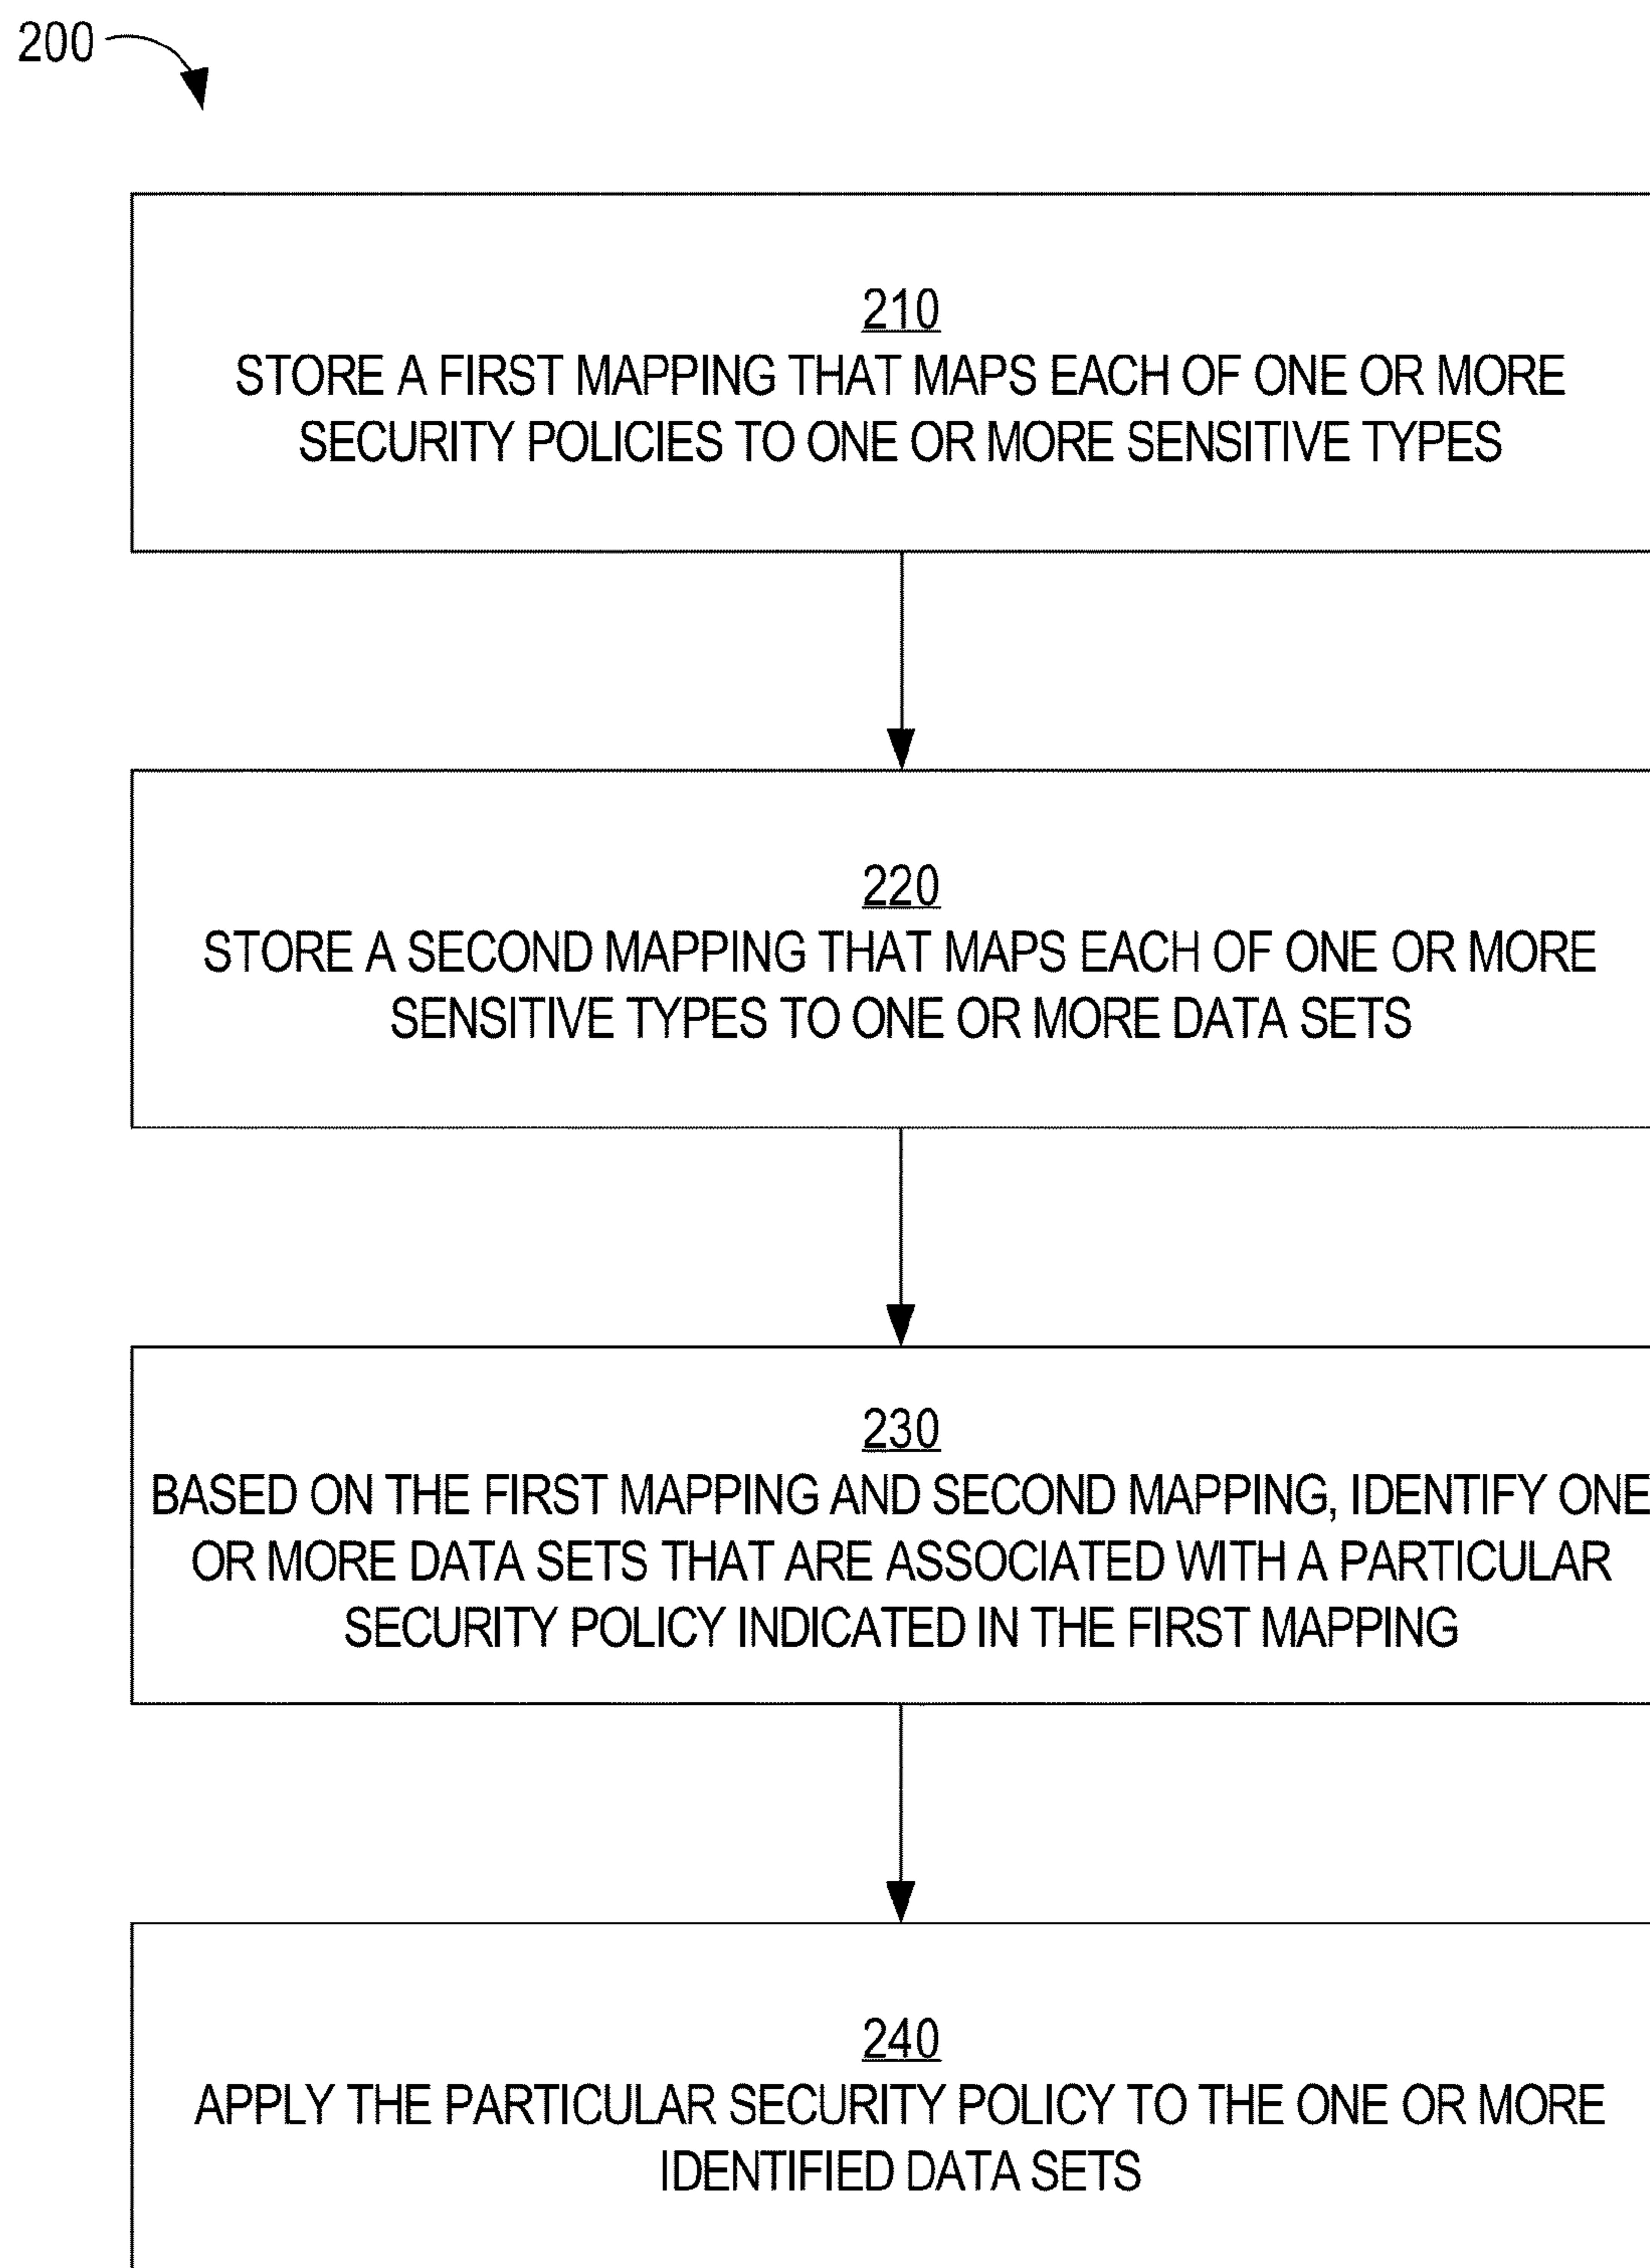 200
210
STORE A FIRST MAPPING THAT MAPS EACH OF ONE OR MORE
SECURITY POLICIES TO ONE OR MORE SENSITIVE TYPES
220
STORE A SECOND MAPPING THAT MAPS EACH OF ONE OR MORE
SENSITIVE TYPES TO ONE OR MORE DATA SETS
230
BASED ON THE FIRST MAPPING AND SECOND MAPPING, IDENTIFY ONE
OR MORE DATA SETS THAT ARE ASSOCIATED WITH A PARTICULAR
SECURITY POLICY INDICATED IN THE FIRST MAPPING
240
APPLY THE PARTICULAR SECURITY POLICY TO THE ONE OR MORE
IDENTIFIED DATA SETS